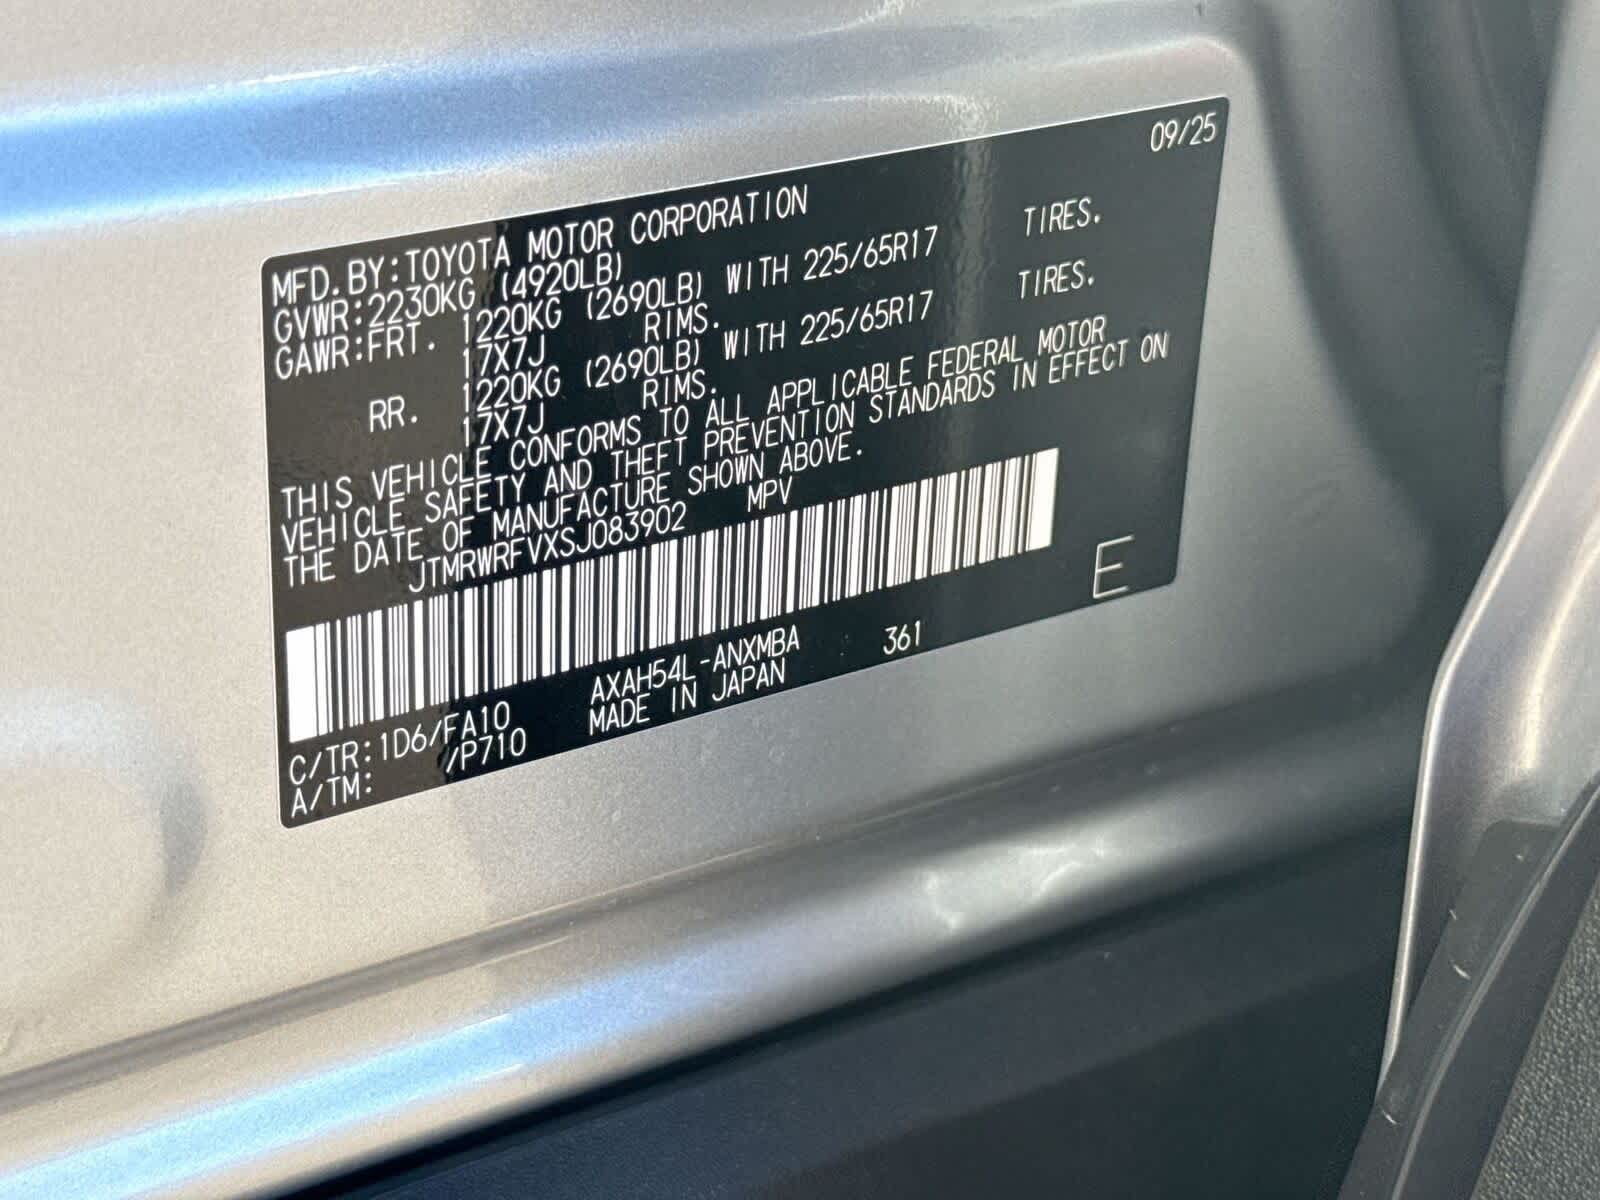 09/25
MFD.BY:TOYOTA MOTOR CORPORATION
GVWR:2230KG (4920LB)
GAWR:FRT. 1220KG (2690LB) WITH 225/65R17 TIRES.
17X7J RIMS.
RR. 1220KG (2690LB) WITH 225/65R17 TIRES.
17X7J RIMS.
THIS VEHICLE CONFORMS TO ALL APPLICABLE FEDERAL MOTOR
VEHICLE SAFETY AND THEFT PREVENTION STANDARDS IN EFFECT ON
THE DATE OF MANUFACTURE SHOWN ABOVE.
JTMRWRFVXSJ083902 MPV
E
C/TR:1D6/FA10 AXAH54L-ANXMBA 361
A/TM: /P710 MADE IN JAPAN